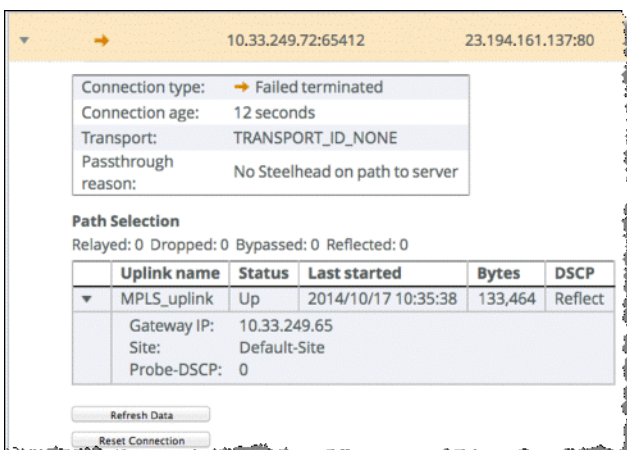 10.33.249.72:65412 23.194.161.137:80
Connection type: Failed terminated
Connection age: 12 seconds
Transport: TRANSPORT_ID_NONE
Passthrough reason: No Steelhead on path to server
Path Selection
Relayed: 0 Dropped: 0 Bypassed: 0 Reflected: 0
Uplink name Status Last started Bytes DSCP
MPLS_uplink Up 2014/10/17 10:35:38 133,464 Reflect
Gateway IP: 10.33.249.65
Site: Default-Site
Probe-DSCP: 0
Refresh Data
Reset Connection